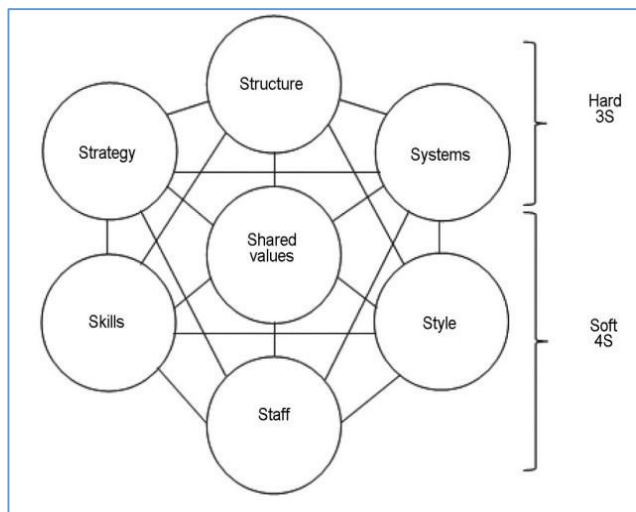 Structure
Hard
3S
Strategy
Systems
Shared
values
Skills
Style
Soft
4S
Staff